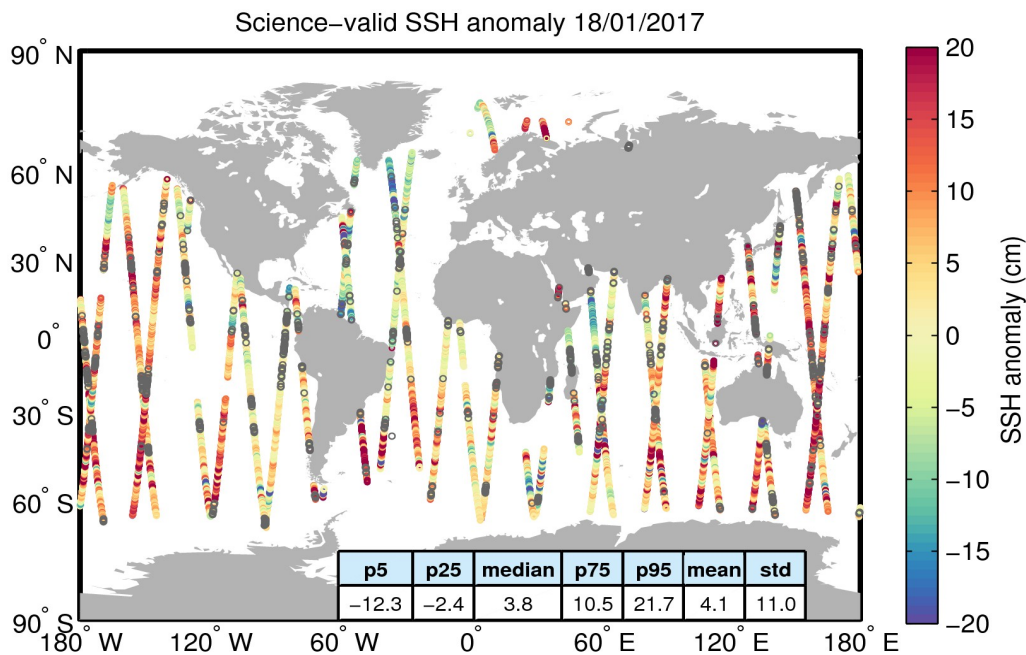 Science−valid SSH anomaly 18/01/2017
90° N
60° N
30° N
0°
30° S
60° S
90° S
180° W
120° W
60° W
0°
60° E
120° E
180° E
p5 p25 median p75 p95 mean std
−12.3 −2.4 3.8 10.5 21.7 4.1 11.0
20
15
10
5
0
−5
−10
−15
−20
SSH anomaly (cm)